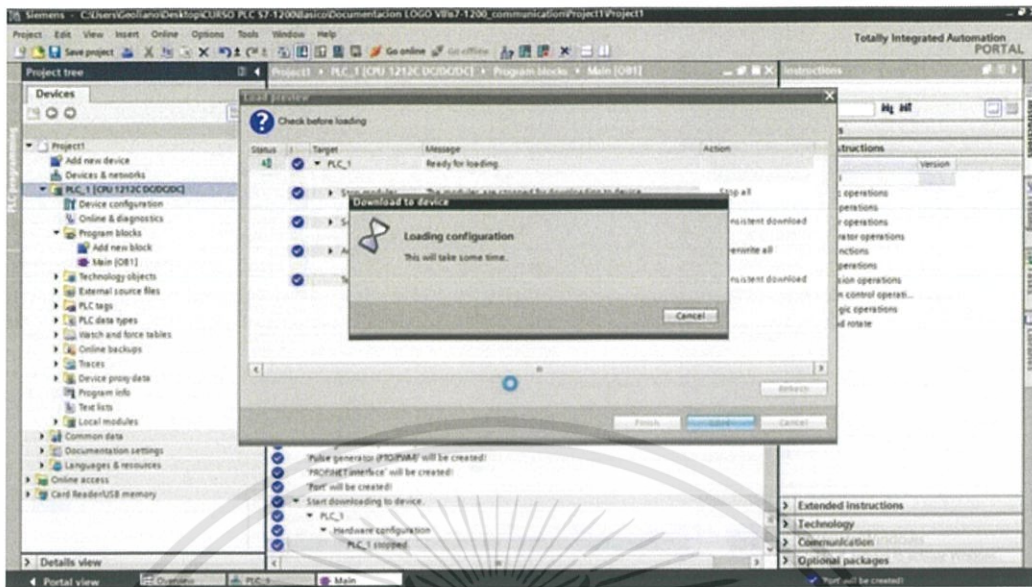 Siemens - C:\Users\Geoliano\Desktop\CURSO PLC S7-1200\Basico\Documentacion LOGO V8\s7-1200_communication\Project1\Project1
Project Edit View Insert Online Options Tools Window Help
Totally Integrated Automation
PORTAL
Save project
Go online
Go offline
Project tree
Project1 ▸ PLC_1 [CPU 1212C DC/DC/DC] ▸ Program blocks ▸ Main [OB1]
Instructions
Devices
Project1
Add new device
Devices & networks
PLC_1 [CPU 1212C DC/DC/DC]
Device configuration
Online & diagnostics
Program blocks
Add new block
Main [OB1]
Technology objects
External source files
PLC tags
PLC data types
Watch and force tables
Online backups
Traces
Device proxy data
Program info
Text lists
Local modules
Common data
Documentation settings
Languages & resources
Online access
Card Reader/USB memory
Details view
Load preview
Check before loading
Status ! Target Message Action
PLC_1 Ready for loading.
Stop modules The modules are stopped for downloading to device. Stop all
nsistent download
erwrite all
nsistent download
Download to device
Loading configuration
This will take some time.
Cancel
Refresh
Finish Load Cancel
'Pulse generator (PTO/PWM)' will be created!
'PROFINET interface' will be created!
'Port' will be created!
Start downloading to device.
PLC_1
Hardware configuration
PLC_1 stopped.
Version
Extended instructions
Technology
Communication
Optional packages
Portal view
Overview
PLC_1
Main
'Port' will be created!